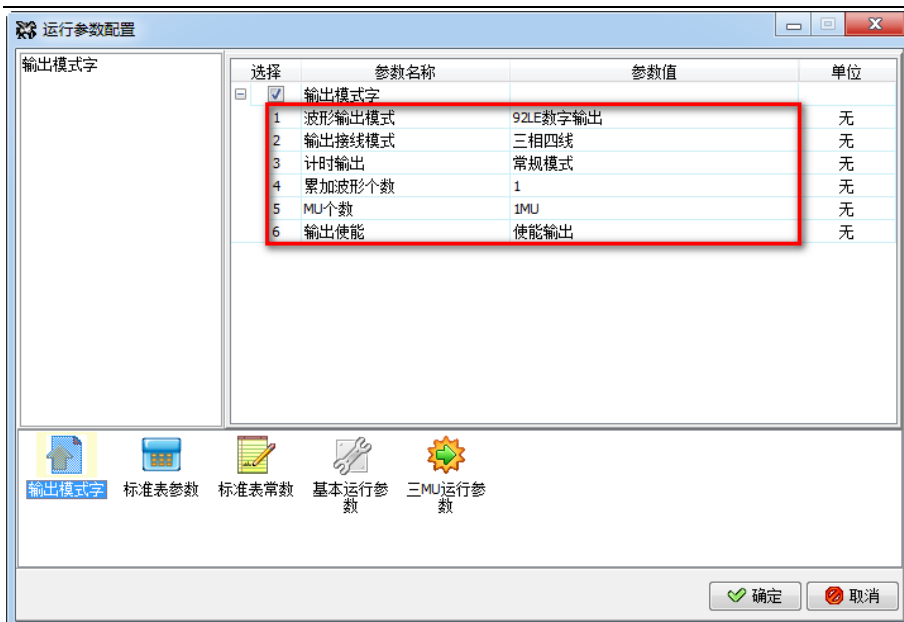 运行参数配置
输出模式字
选择 参数名称 参数值 单位
输出模式字
1 波形输出模式 92LE数字输出 无
2 输出接线模式 三相四线 无
3 计时输出 常规模式 无
4 累加波形个数 1 无
5 MU个数 1MU 无
6 输出使能 使能输出 无
输出模式字 标准表参数 标准表常数 基本运行参 三MU运行参
数 数
确定 取消